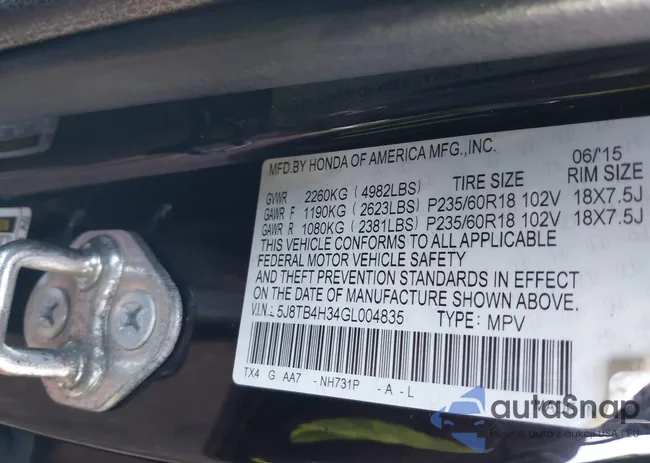 MFD.BY HONDA OF AMERICA MFG.,INC. 06/'15
TIRE SIZE RIM SIZE
GVWR 2260KG (4982LBS)
GAWR F 1190KG (2623LBS) P235/60R18 102V 18X7.5J
GAWR R 1080KG (2381LBS) P235/60R18 102V 18X7.5J
THIS VEHICLE CONFORMS TO ALL APPLICABLE
FEDERAL MOTOR VEHICLE SAFETY
AND THEFT PREVENTION STANDARDS IN EFFECT
ON THE DATE OF MANUFACTURE SHOWN ABOVE.
V.I.N.: 5J8TB4H34GL004835 TYPE: MPV
TX4 G AA7 -NH731P -A-L
autoSnap